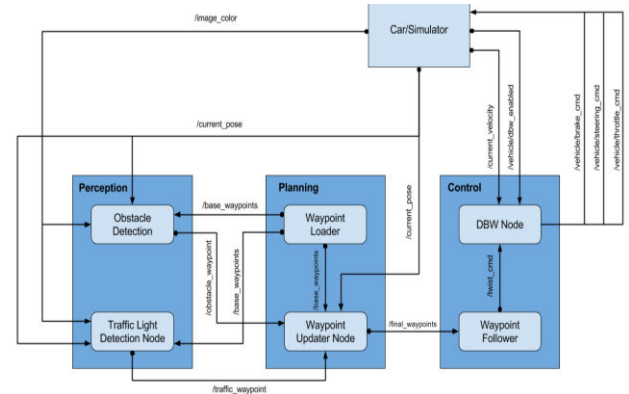 /image_color
Car/Simulator
/current_pose
/current_velocity
/vehicle/dbw_enabled
/vehicle/brake_cmd
/vehicle/steering_cmd
/vehicle/throttle_cmd
Perception
Planning
Control
Obstacle
Detection
/base_waypoints
Waypoint
Loader
/current_pose
DBW Node
/obstacle_waypoint
/base_waypoints
/base_waypoints
/twist_cmd
Traffic Light
Detection Node
Waypoint
Updater Node
/final_waypoints
Waypoint
Follower
/traffic_waypoint